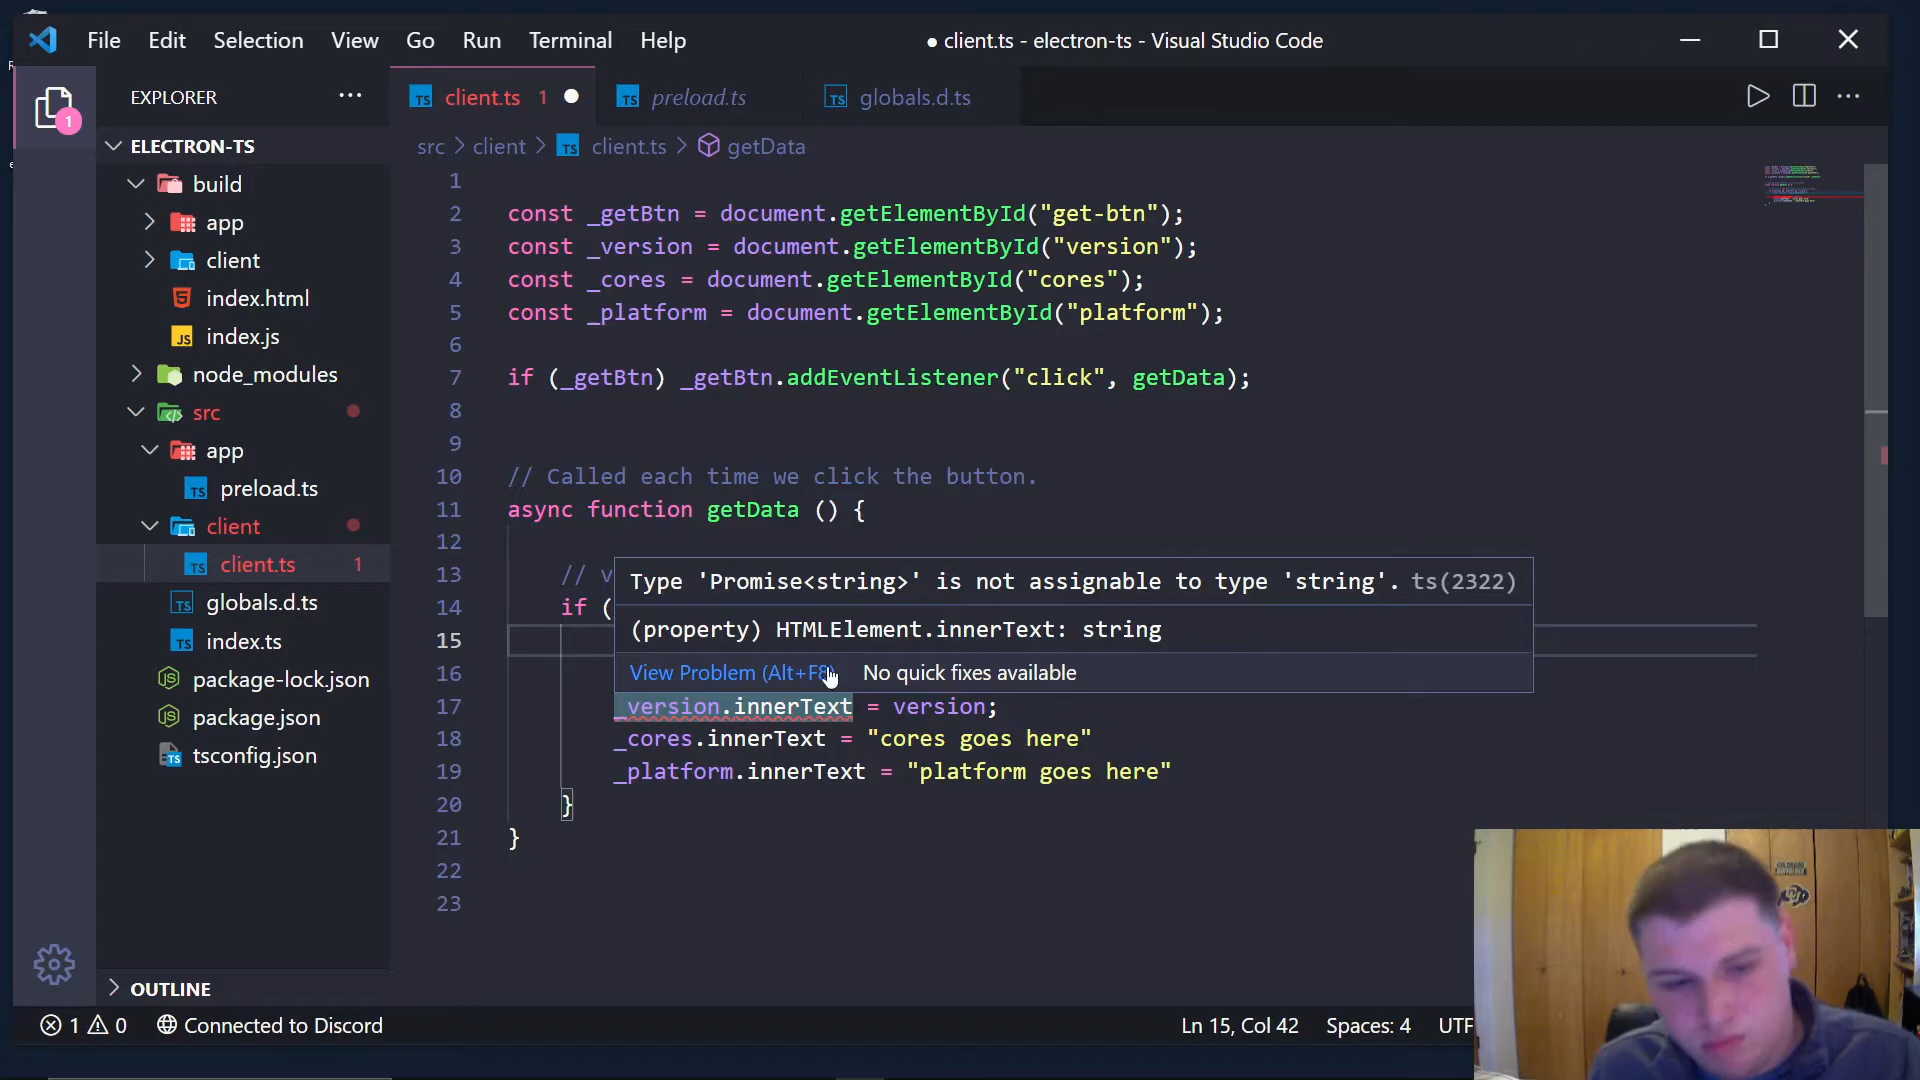 File Edit Selection View Go Run Terminal Help
● client.ts - electron-ts - Visual Studio Code
EXPLORER
client.ts 1
preload.ts
globals.d.ts
1
ELECTRON-TS
src > client > TS client.ts > getData
build
app
client
index.html
index.js
node_modules
src
app
preload.ts
client
client.ts 1
globals.d.ts
index.ts
package-lock.json
package.json
tsconfig.json
OUTLINE
1
2 const _getBtn = document.getElementById("get-btn");
3 const _version = document.getElementById("version");
4 const _cores = document.getElementById("cores");
5 const _platform = document.getElementById("platform");
6
7 if (_getBtn) _getBtn.addEventListener("click", getData);
8
9
10 // Called each time we click the button.
11 async function getData () {
12
13 // v
14 if (
15
16
17 _version.innerText = version;
18 _cores.innerText = "cores goes here"
19 _platform.innerText = "platform goes here"
20 }
21 }
22
23
Type 'Promise<string>' is not assignable to type 'string'. ts(2322)
(property) HTMLElement.innerText: string
View Problem (Alt+F8) No quick fixes available
1 0 Connected to Discord
Ln 15, Col 42 Spaces: 4 UTF